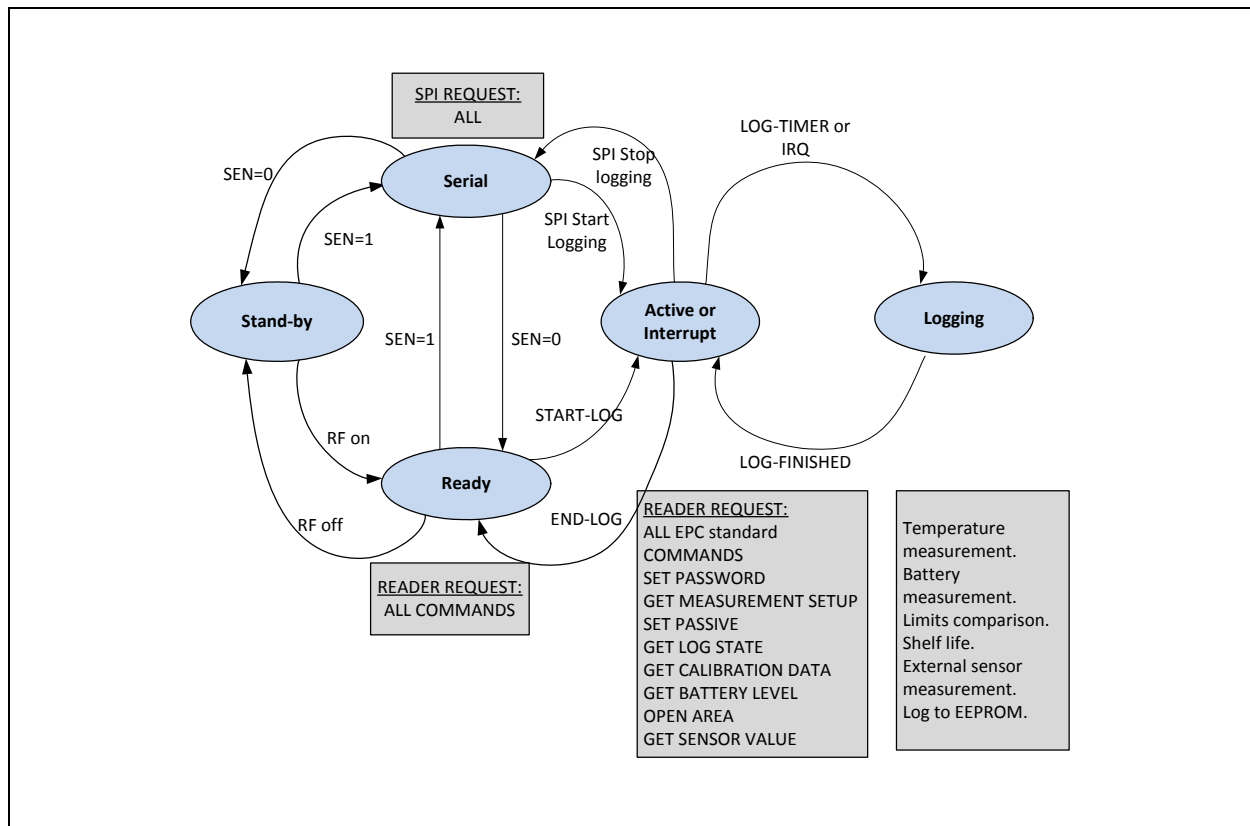 SPI REQUEST:
ALL
LOG-TIMER or
IRQ
SPI Stop
logging
SEN=0
Serial
SPI Start
Logging
SEN=1
Stand-by
Active or
Interrupt
Logging
SEN=1
SEN=0
START-LOG
RF on
LOG-FINISHED
Ready
RF off
END-LOG
READER REQUEST:
ALL COMMANDS
READER REQUEST:
ALL EPC standard
COMMANDS
SET PASSWORD
GET MEASUREMENT SETUP
SET PASSIVE
GET LOG STATE
GET CALIBRATION DATA
GET BATTERY LEVEL
OPEN AREA
GET SENSOR VALUE
Temperature
measurement.
Battery
measurement.
Limits comparison.
Shelf life.
External sensor
measurement.
Log to EEPROM.